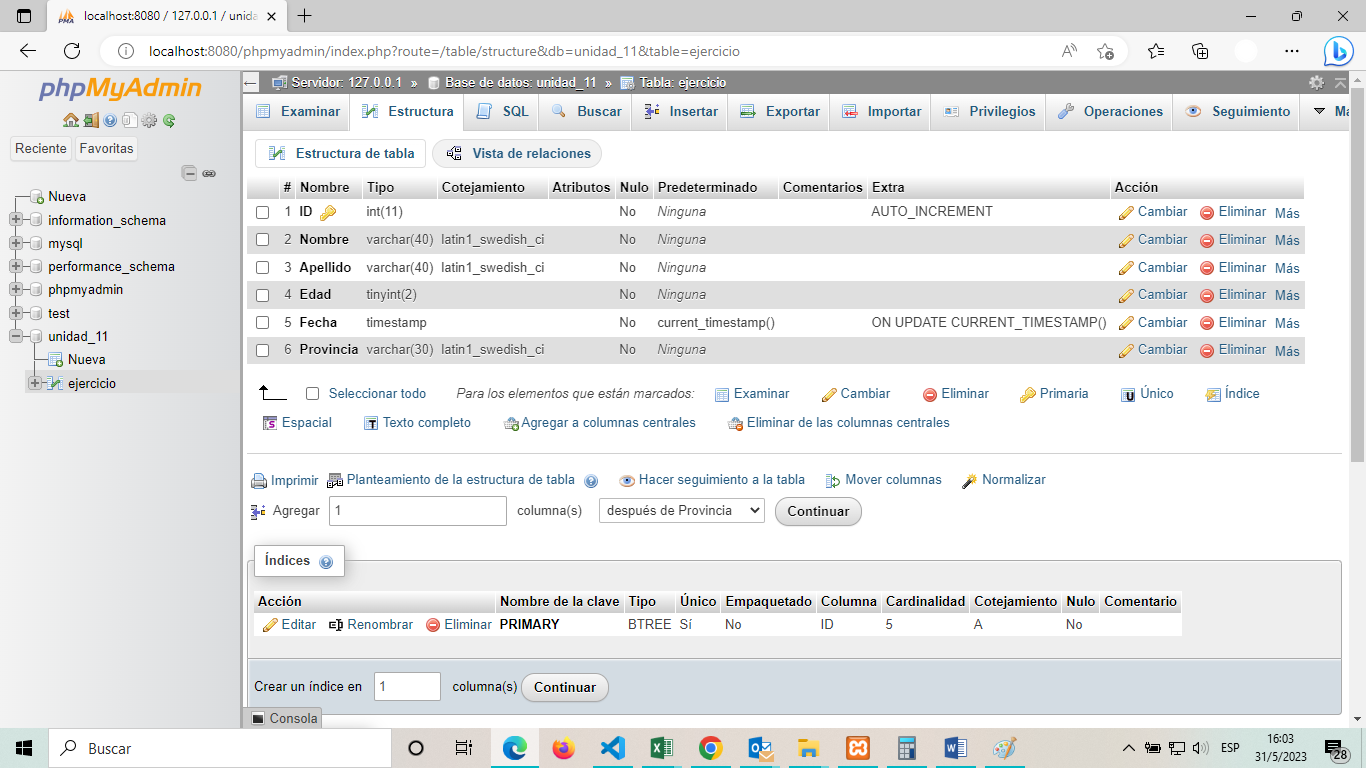 localhost:8080 / 127.0.0.1 / unida
localhost:8080/phpmyadmin/index.php?route=/table/structure&db=unidad_11&table=ejercicio
phpMyAdmin
Reciente Favoritas
Nueva
information_schema
mysql
performance_schema
phpmyadmin
test
unidad_11
Nueva
ejercicio
Servidor: 127.0.0.1 » Base de datos: unidad_11 » Tabla: ejercicio
Examinar Estructura SQL Buscar Insertar Exportar Importar Privilegios Operaciones Seguimiento Má
Estructura de tabla Vista de relaciones
# Nombre Tipo Cotejamiento Atributos Nulo Predeterminado Comentarios Extra Acción
1 ID int(11) No Ninguna AUTO_INCREMENT Cambiar Eliminar Más
2 Nombre varchar(40) latin1_swedish_ci No Ninguna Cambiar Eliminar Más
3 Apellido varchar(40) latin1_swedish_ci No Ninguna Cambiar Eliminar Más
4 Edad tinyint(2) No Ninguna Cambiar Eliminar Más
5 Fecha timestamp No current_timestamp() ON UPDATE CURRENT_TIMESTAMP() Cambiar Eliminar Más
6 Provincia varchar(30) latin1_swedish_ci No Ninguna Cambiar Eliminar Más
Seleccionar todo Para los elementos que están marcados: Examinar Cambiar Eliminar Primaria Único Índice
Espacial Texto completo Agregar a columnas centrales Eliminar de las columnas centrales
Imprimir Planteamiento de la estructura de tabla Hacer seguimiento a la tabla Mover columnas Normalizar
Agregar 1 columna(s) después de Provincia Continuar
Índices
Acción Nombre de la clave Tipo Único Empaquetado Columna Cardinalidad Cotejamiento Nulo Comentario
Editar Renombrar Eliminar PRIMARY BTREE Sí No ID 5 A No
Crear un índice en 1 columna(s) Continuar
Consola
Buscar
ESP
16:03
31/5/2023
28